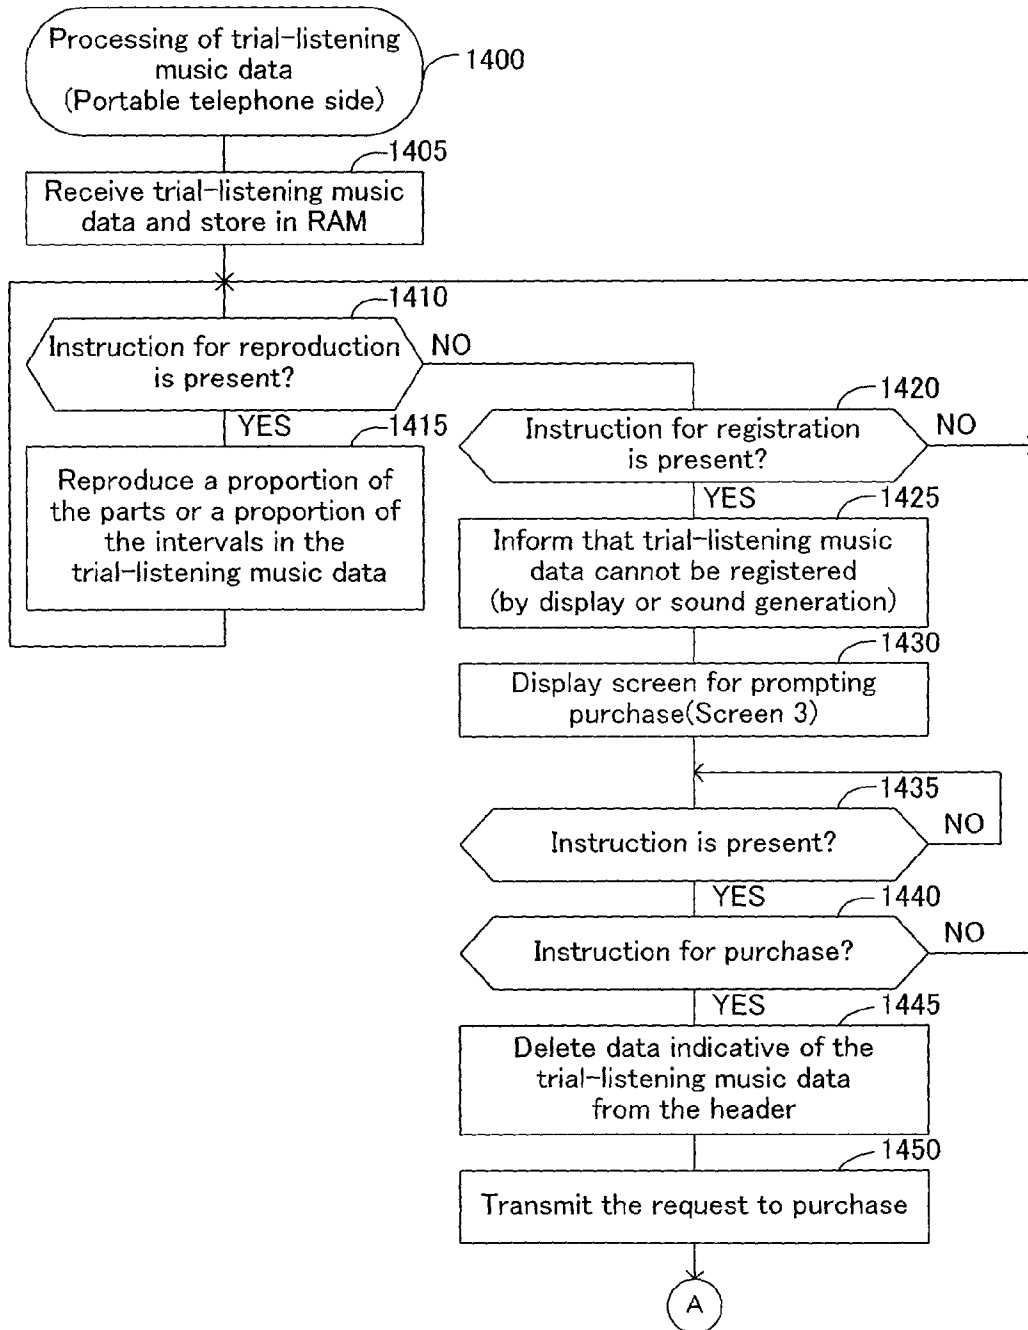 Processing of trial-listening
music data
(Portable telephone side)
1400
1405
Receive trial-listening music
data and store in RAM
1410
Instruction for reproduction
is present?
NO
YES
1415
Reproduce a proportion of
the parts or a proportion of
the intervals in the
trial-listening music data
1420
Instruction for registration
is present?
NO
YES
1425
Inform that trial-listening music
data cannot be registered
(by display or sound generation)
1430
Display screen for prompting
purchase(Screen 3)
1435
Instruction is present?
NO
YES
1440
Instruction for purchase?
NO
YES
1445
Delete data indicative of the
trial-listening music data
from the header
1450
Transmit the request to purchase
A